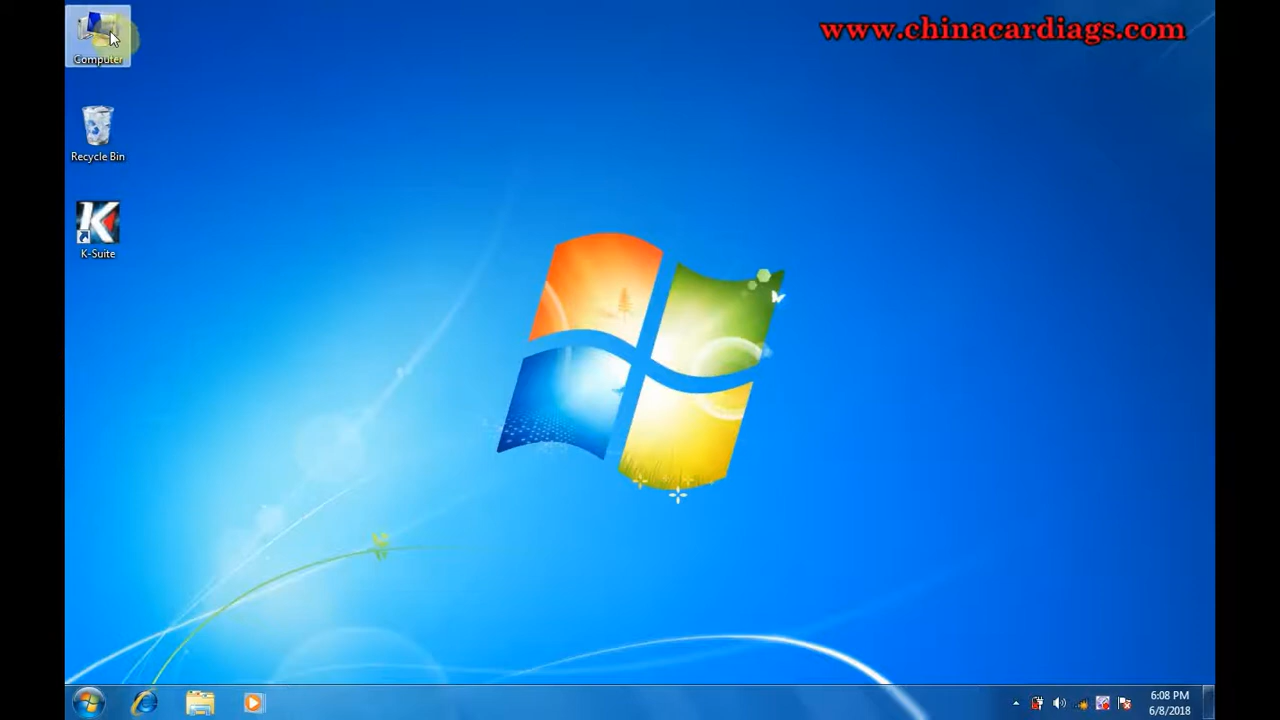 www.chinacardiags.com
Computer
Recycle Bin
K-Suite
6:08 PM
6/8/2018